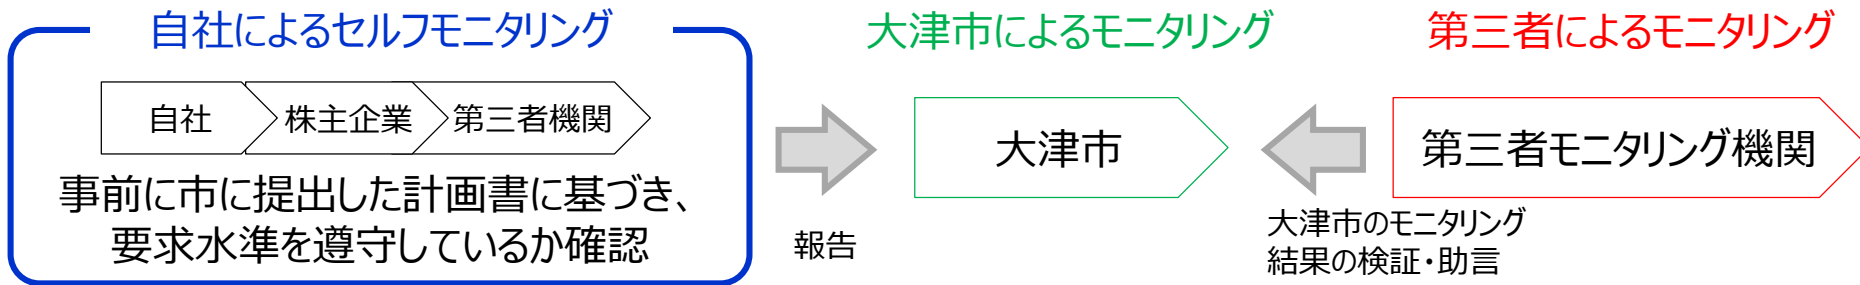 自社によるセルフモニタリング
自社
株主企業
第三者機関
事前に市に提出した計画書に基づき、
要求水準を遵守しているか確認
報告
大津市によるモニタリング
大津市
第三者によるモニタリング
第三者モニタリング機関
大津市のモニタリング
結果の検証・助言